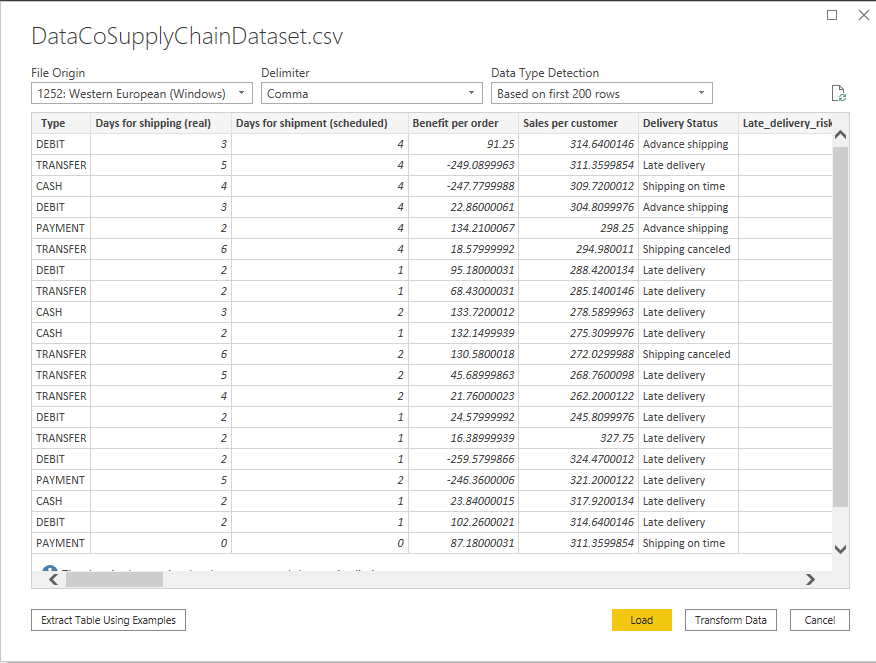 DataCoSupplyChainDataset.csv
File Origin Delimiter Data Type Detection
1252: Western European (Windows) Comma Based on first 200 rows
Type Days for shipping (real) Days for shipment (scheduled) Benefit per order Sales per customer Delivery Status Late_delivery_risk
DEBIT 3 4 91.25 314.6400146 Advance shipping
TRANSFER 5 4 -249.0899963 311.3599854 Late delivery
CASH 4 4 -247.7799988 309.7200012 Shipping on time
DEBIT 3 4 22.86000061 304.8099976 Advance shipping
PAYMENT 2 4 134.2100067 298.25 Advance shipping
TRANSFER 6 4 18.57999992 294.980011 Shipping canceled
DEBIT 2 1 95.18000031 288.4200134 Late delivery
TRANSFER 2 1 68.43000031 285.1400146 Late delivery
CASH 3 2 133.7200012 278.5899963 Late delivery
CASH 2 1 132.1499939 275.3099976 Late delivery
TRANSFER 6 2 130.5800018 272.0299988 Shipping canceled
TRANSFER 5 2 45.68999863 268.7600098 Late delivery
TRANSFER 4 2 21.76000023 262.2000122 Late delivery
DEBIT 2 1 24.57999992 245.8099976 Late delivery
TRANSFER 2 1 16.38999939 327.75 Late delivery
DEBIT 2 1 -259.5799866 324.4700012 Late delivery
PAYMENT 5 2 -246.3600006 321.2000122 Late delivery
CASH 2 1 23.84000015 317.9200134 Late delivery
DEBIT 2 1 102.2600021 314.6400146 Late delivery
PAYMENT 0 0 87.18000031 311.3599854 Shipping on time
Extract Table Using Examples Load Transform Data Cancel